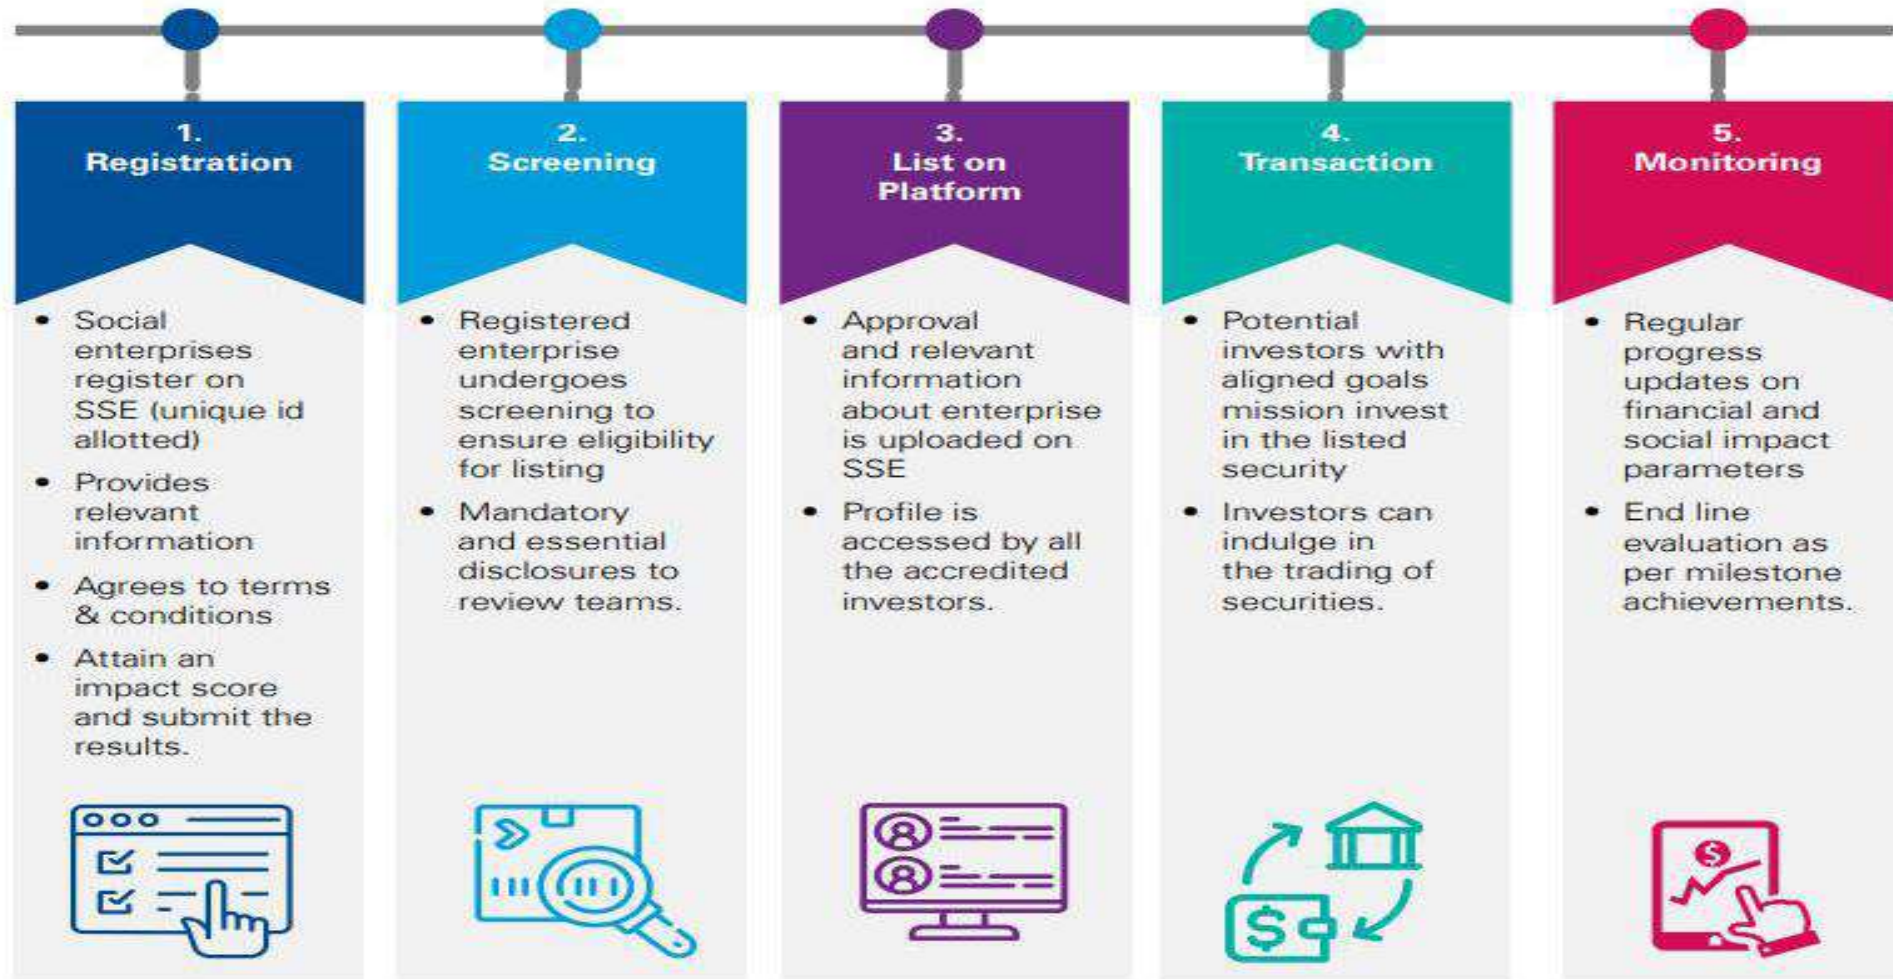 1.
Registration
• Social
enterprises
register on
SSE (unique id
allotted)
• Provides
relevant
information
• Agrees to terms
& conditions
• Attain an
impact score
and submit the
results.
2.
Screening
• Registered
enterprise
undergoes
screening to
ensure eligibility
for listing
• Mandatory
and essential
disclosures to
review teams.
3.
List on
Platform
• Approval
and relevant
information
about enterprise
is uploaded on
SSE
• Profile is
accessed by all
the accredited
investors.
4.
Transaction
• Potential
investors with
aligned goals
mission invest
in the listed
security
• Investors can
indulge in
the trading of
securities.
5.
Monitoring
• Regular
progress
updates on
financial and
social impact
parameters
• End line
evaluation as
per milestone
achievements.